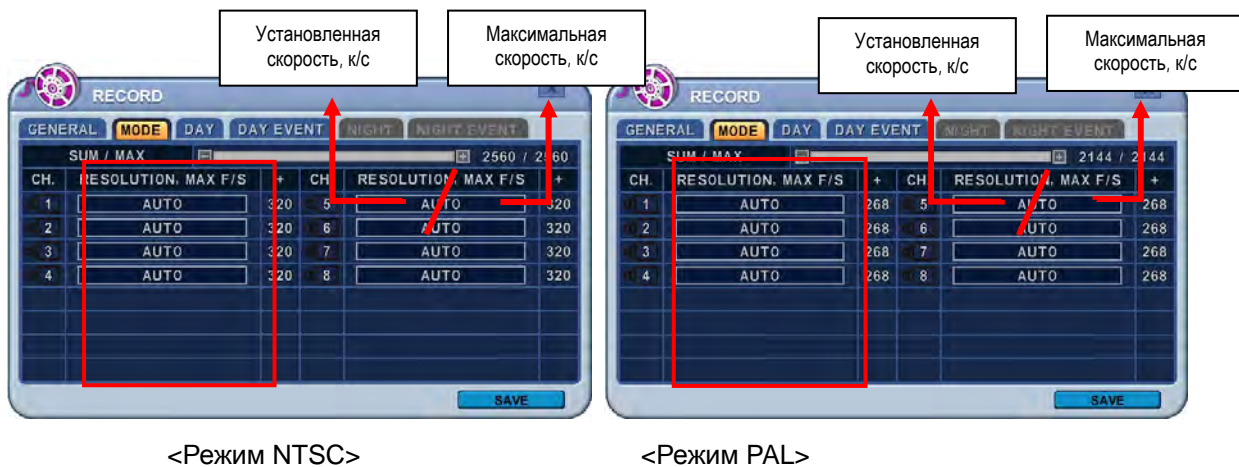 Установленная
скорость, к/с
Максимальная
скорость, к/с
RECORD
GENERAL MODE DAY DAY EVENT NIGHT NIGHT EVENT
SUM / MAX 2560 / 2560
CH. RESOLUTION, MAX F/S + CH RESOLUTION, MAX F/S +
1 AUTO 320 5 AUTO 320
2 AUTO 320 6 AUTO 320
3 AUTO 320 7 AUTO 320
4 AUTO 320 8 AUTO 320
SAVE
<Режим NTSC>
Установленная
скорость, к/с
Максимальная
скорость, к/с
RECORD
GENERAL MODE DAY DAY EVENT NIGHT NIGHT EVENT
SUM / MAX 2144 / 2144
CH. RESOLUTION, MAX F/S + CH RESOLUTION, MAX F/S +
1 AUTO 268 5 AUTO 268
2 AUTO 268 6 AUTO 268
3 AUTO 268 7 AUTO 268
4 AUTO 268 8 AUTO 268
SAVE
<Режим PAL>